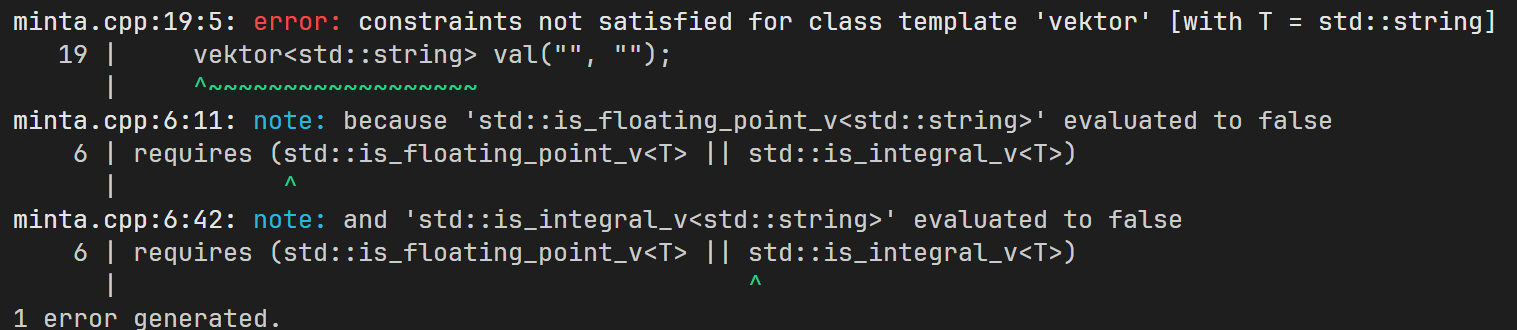 minta.cpp:19:5: error: constraints not satisfied for class template 'vektor' [with T = std::string]
   19 |     vektor<std::string> val("", "");
      |     ^~~~~~~~~~~~~~~~~~~
minta.cpp:6:11: note: because 'std::is_floating_point_v<std::string>' evaluated to false
    6 | requires (std::is_floating_point_v<T> || std::is_integral_v<T>)
      |           ^
minta.cpp:6:42: note: and 'std::is_integral_v<std::string>' evaluated to false
    6 | requires (std::is_floating_point_v<T> || std::is_integral_v<T>)
      |                                          ^
1 error generated.